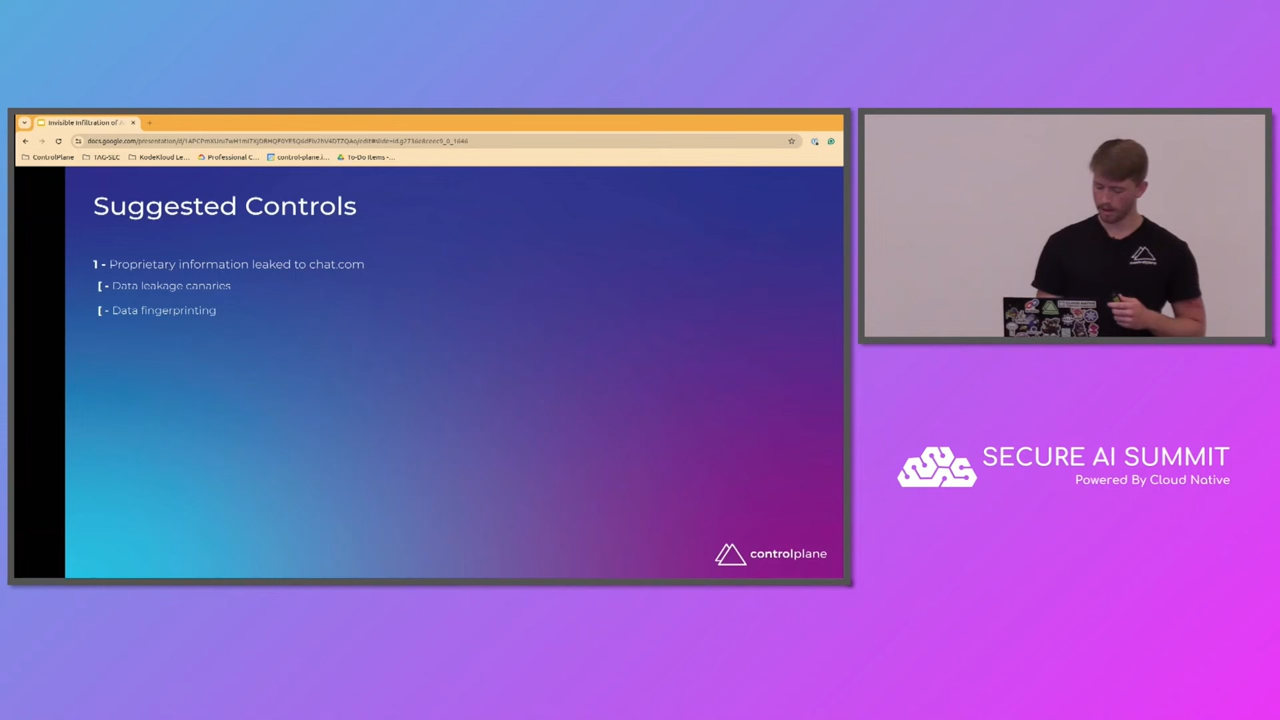 Invisible Infiltration of A
ControlPlane
TAG-SEC
KodeKloud Le...
Professional C...
control-plane.i...
To-Do Items -...
Suggested Controls
1 - Proprietary information leaked to chat.com
[ - Data leakage canaries
[ - Data fingerprinting
controlplane
SECURE AI SUMMIT
Powered By Cloud Native